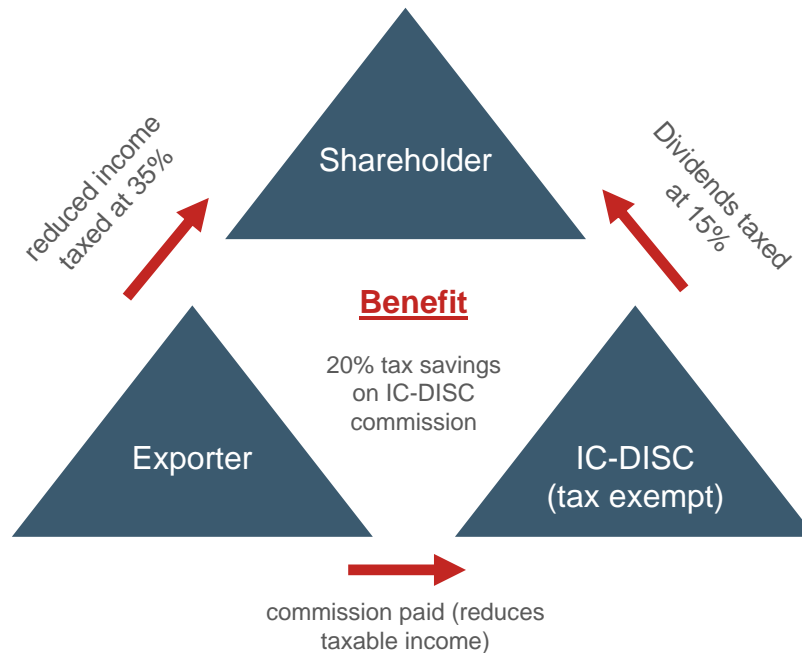 Shareholder
reduced income
taxed at 35%
Dividends taxed
at 15%
Benefit
20% tax savings
on IC-DISC
commission
Exporter
IC-DISC
(tax exempt)
commission paid (reduces
taxable income)